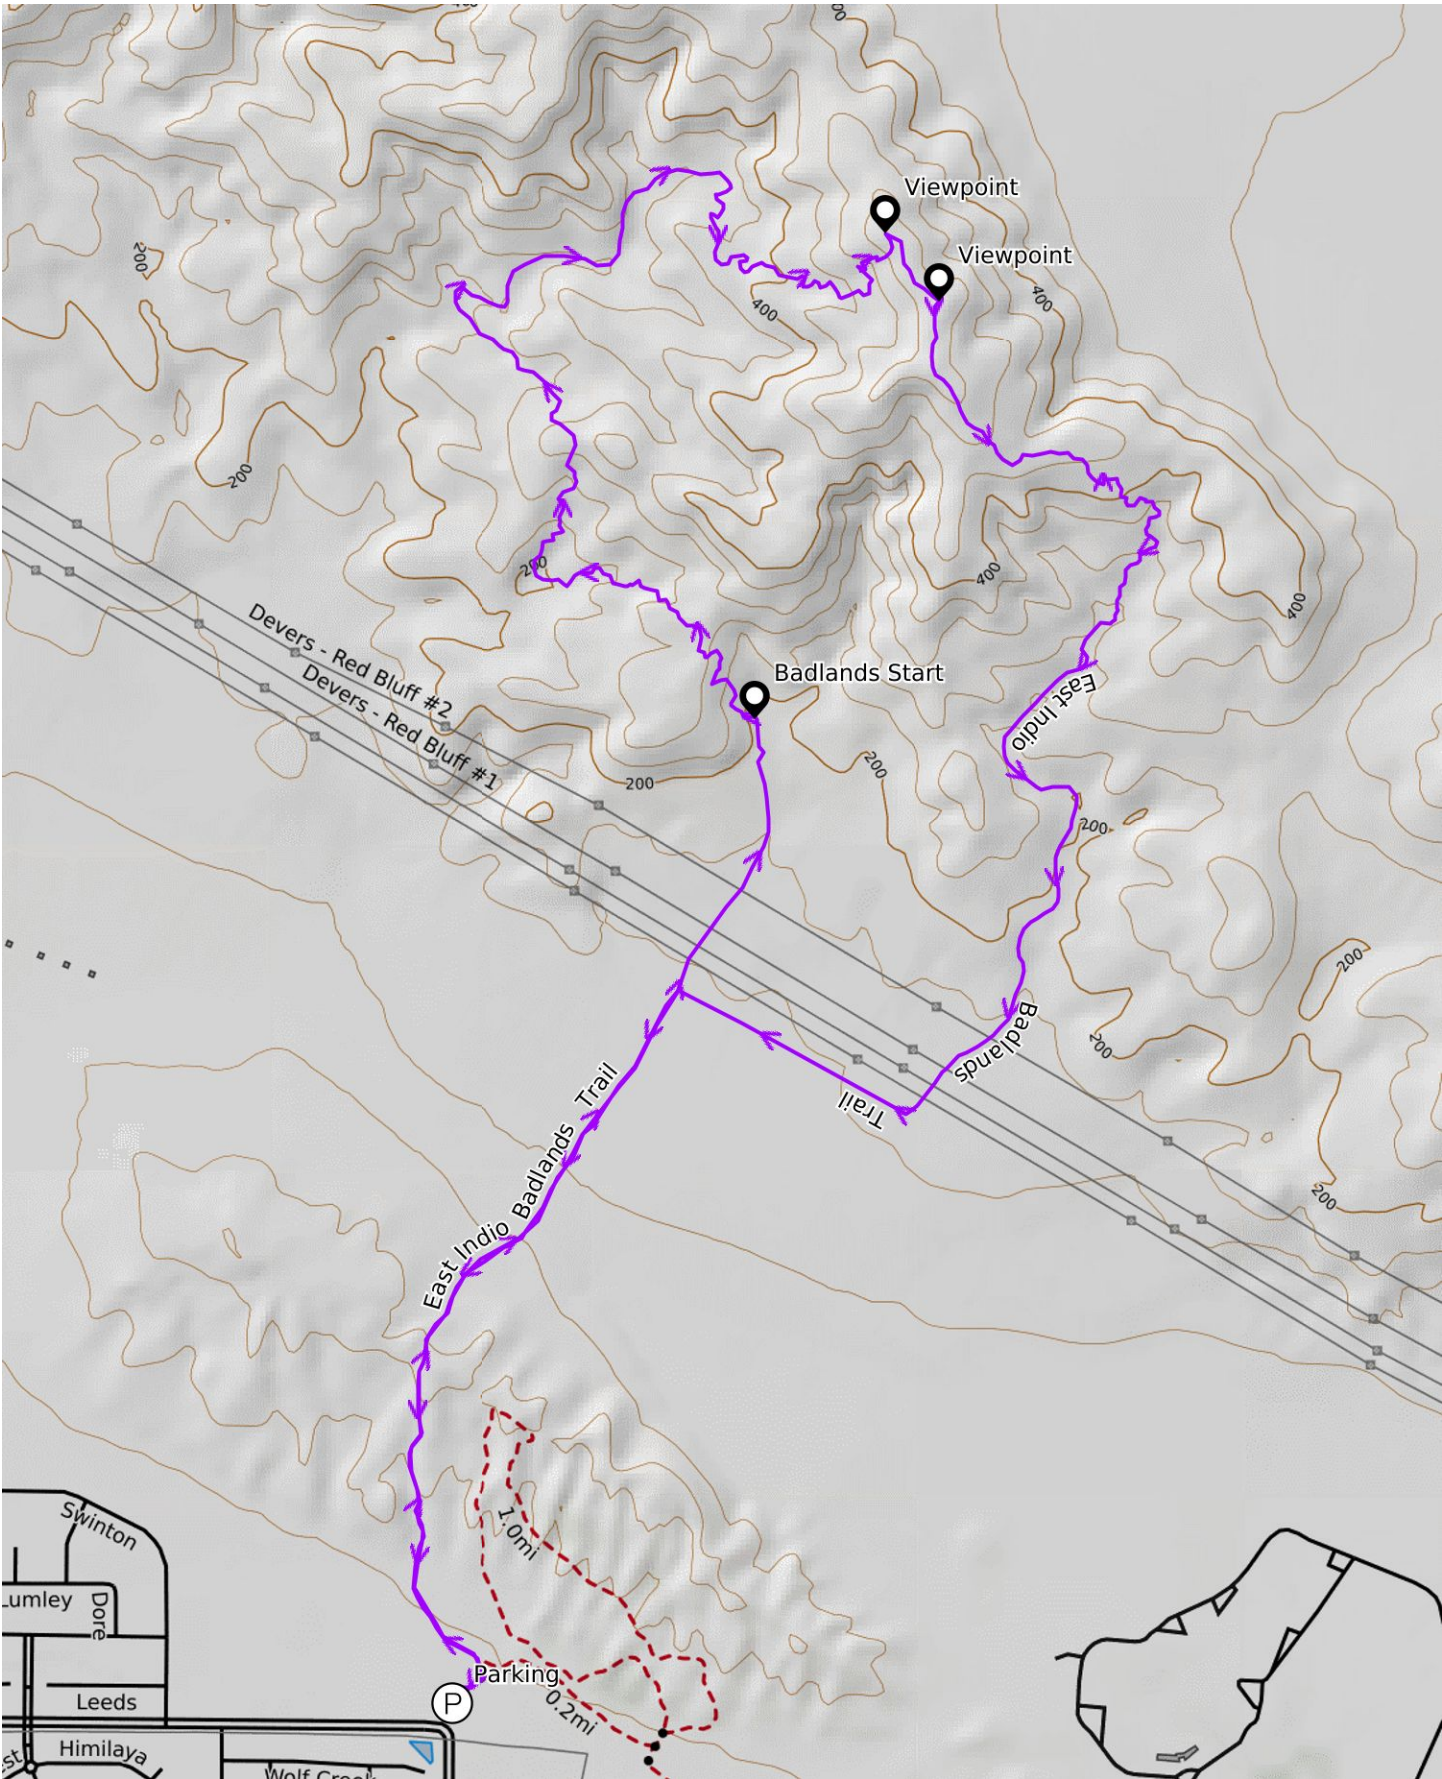 Viewpoint
Viewpoint
200
400
400
200
200
400
400
Devers - Red Bluff #2
Devers - Red Bluff #1
Badlands Start
East Indio
200
200
200
200
200
Badlands
Trail
East Indio Badlands Trail
200
1.0mi
Swinton
Lumley
Dore
Parking
P
Leeds
0.2mi
Himilaya
Wolf Creek